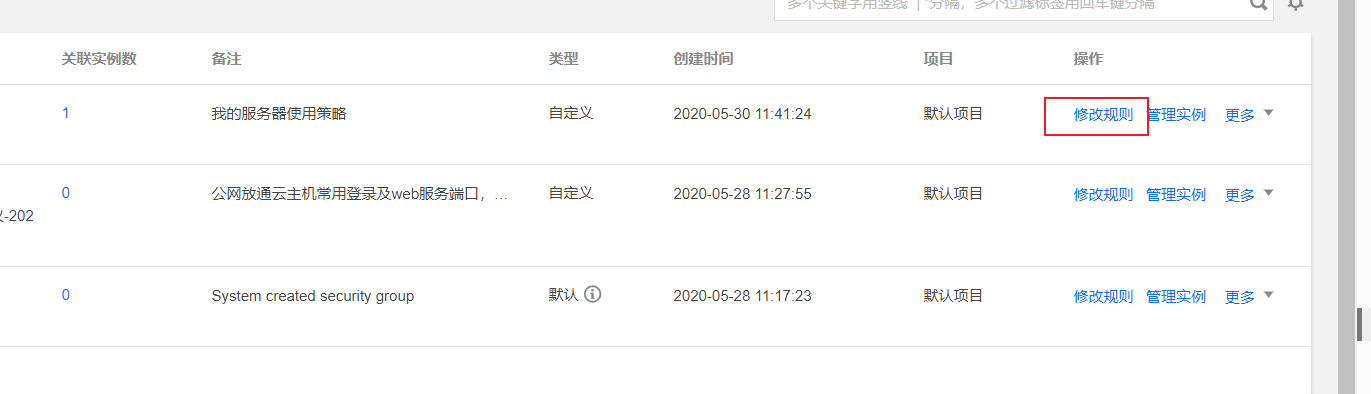 多个关键字用竖线 "|" 分隔，多个过滤标签用回车键分隔
关联实例数 备注 类型 创建时间 项目 操作
1 我的服务器使用策略 自定义 2020-05-30 11:41:24 默认项目 修改规则 管理实例 更多
0 公网放通云主机常用登录及web服务端口，... 自定义 2020-05-28 11:27:55 默认项目 修改规则 管理实例 更多
-202
0 System created security group 默认 2020-05-28 11:17:23 默认项目 修改规则 管理实例 更多